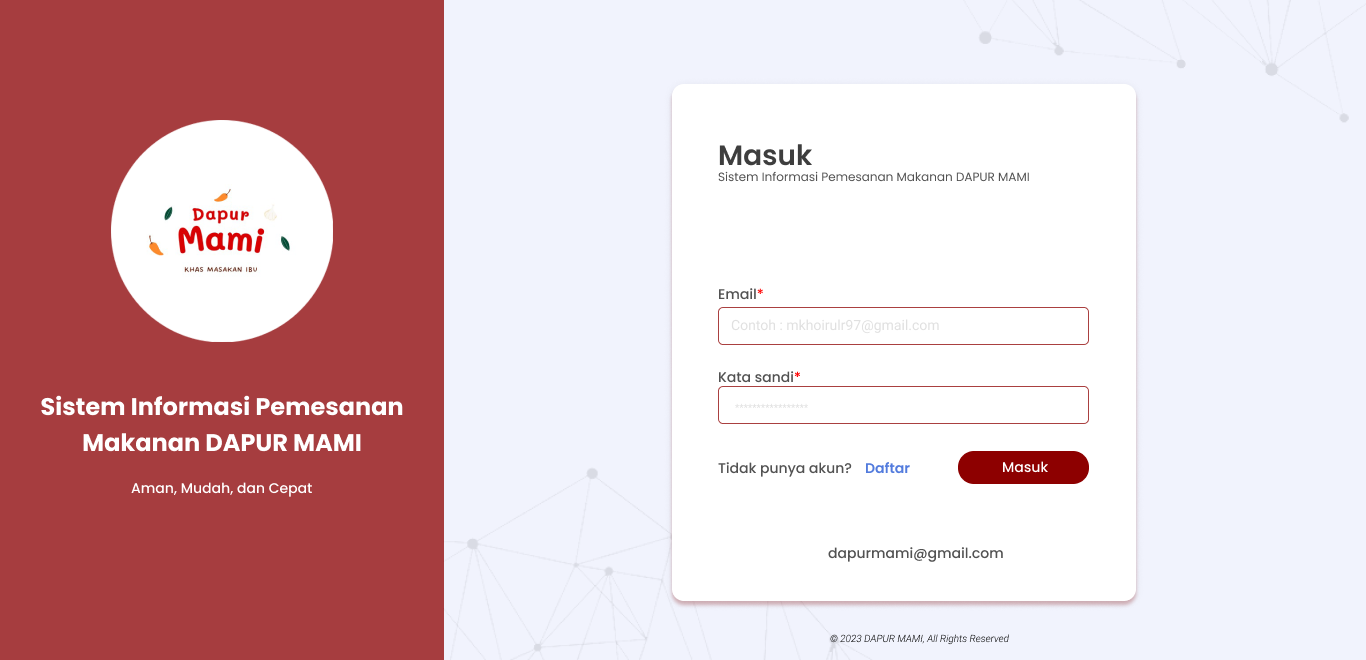 Dapur
Mami
KHAS MASAKAN IBU
Sistem Informasi Pemesanan
Makanan DAPUR MAMI
Aman, Mudah, dan Cepat
Masuk
Sistem Informasi Pemesanan Makanan DAPUR MAMI
Email*
Contoh : mkhoirulr97@gmail.com
Kata sandi*
*****************
Tidak punya akun? Daftar
Masuk
dapurmami@gmail.com
© 2023 DAPUR MAMI, All Rights Reserved